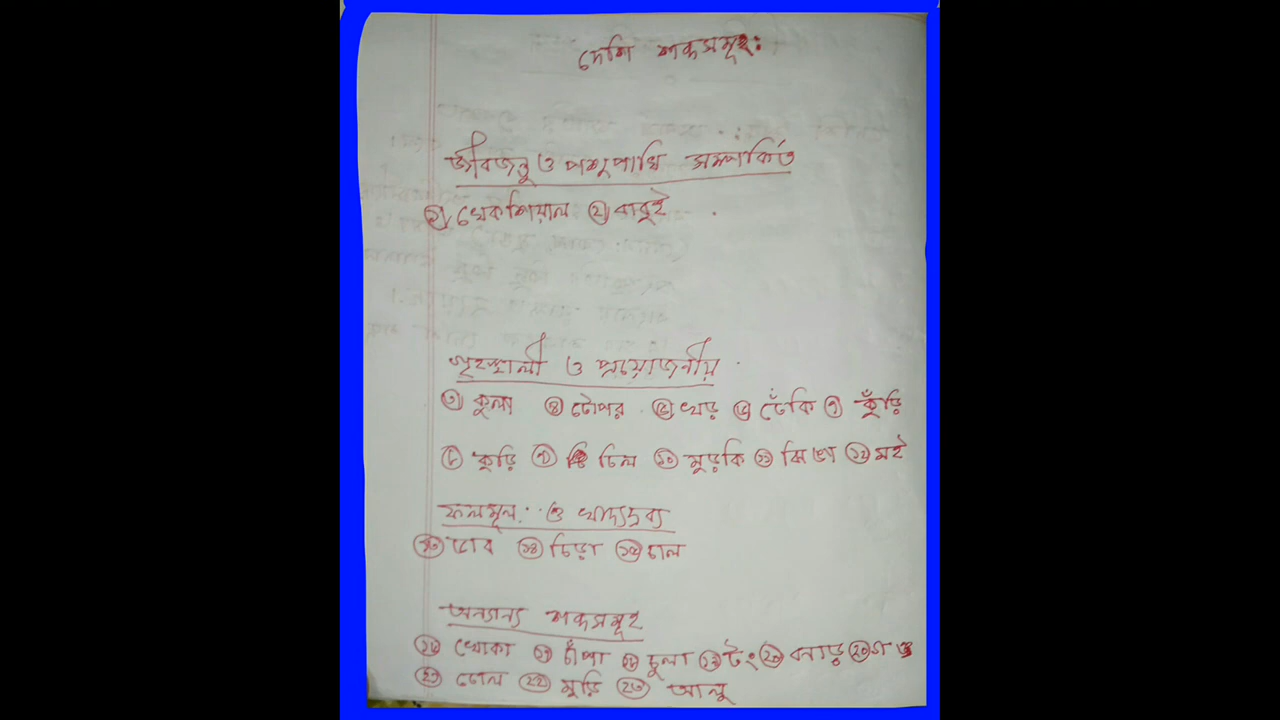 দেশি শব্দসমূহ:
জীবজন্তু ও পশুপাখি সম্পর্কিত
১) খেকশিয়াল ২) বাবুই
গৃহস্থালী ও প্রয়োজনীয়
৩) কুলা ৪) টোপর ৫) খড় ৬) ঢেঁকি ৭) কুঁড়ি
৮) কুড়ি ৯) ঢিল ১০) মুড়কি ১১) ঝিঙা ১২) মই
ফলমূল ও খাদ্যদ্রব্য
১৩) ডাব ১৪) চিড়া ১৫) চাল
অন্যান্য শব্দসমূহ
১৬) খোকা ১৭) চাঁপা ১৮) চুলা ১৯) টং ২০) ২০)
২১) ঢোল ২২) মুড়ি ২৩) আলু